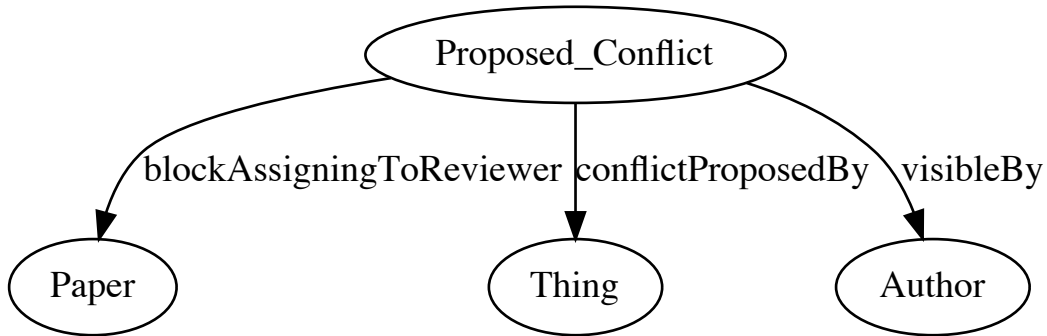 Proposed_Conflict
blockAssigningToReviewer conflictProposedBy visibleBy
Paper Thing Author